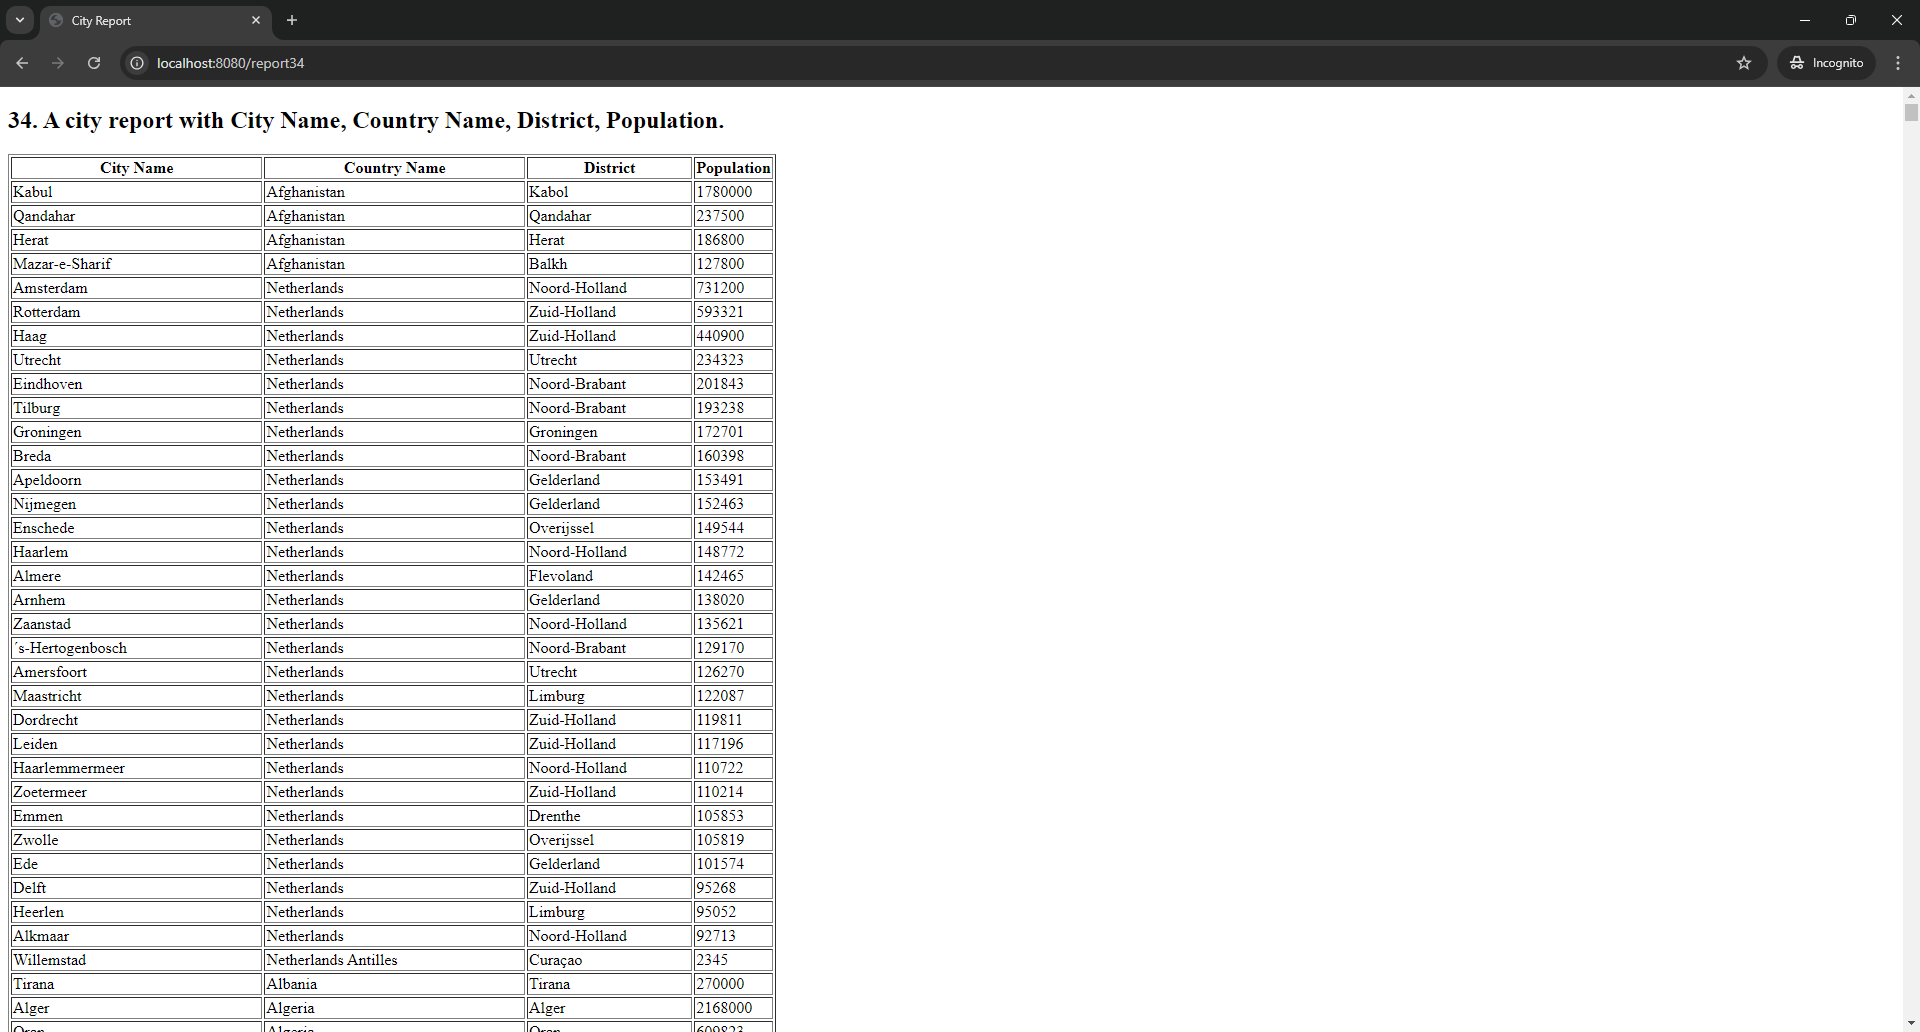 City Report
localhost:8080/report34
Incognito
34. A city report with City Name, Country Name, District, Population.
City Name Country Name District Population
Kabul Afghanistan Kabol 1780000
Qandahar Afghanistan Qandahar 237500
Herat Afghanistan Herat 186800
Mazar-e-Sharif Afghanistan Balkh 127800
Amsterdam Netherlands Noord-Holland 731200
Rotterdam Netherlands Zuid-Holland 593321
Haag Netherlands Zuid-Holland 440900
Utrecht Netherlands Utrecht 234323
Eindhoven Netherlands Noord-Brabant 201843
Tilburg Netherlands Noord-Brabant 193238
Groningen Netherlands Groningen 172701
Breda Netherlands Noord-Brabant 160398
Apeldoorn Netherlands Gelderland 153491
Nijmegen Netherlands Gelderland 152463
Enschede Netherlands Overijssel 149544
Haarlem Netherlands Noord-Holland 148772
Almere Netherlands Flevoland 142465
Arnhem Netherlands Gelderland 138020
Zaanstad Netherlands Noord-Holland 135621
´s-Hertogenbosch Netherlands Noord-Brabant 129170
Amersfoort Netherlands Utrecht 126270
Maastricht Netherlands Limburg 122087
Dordrecht Netherlands Zuid-Holland 119811
Leiden Netherlands Zuid-Holland 117196
Haarlemmermeer Netherlands Noord-Holland 110722
Zoetermeer Netherlands Zuid-Holland 110214
Emmen Netherlands Drenthe 105853
Zwolle Netherlands Overijssel 105819
Ede Netherlands Gelderland 101574
Delft Netherlands Zuid-Holland 95268
Heerlen Netherlands Limburg 95052
Alkmaar Netherlands Noord-Holland 92713
Willemstad Netherlands Antilles Curaçao 2345
Tirana Albania Tirana 270000
Alger Algeria Alger 2168000
Oran Algeria Oran 609823